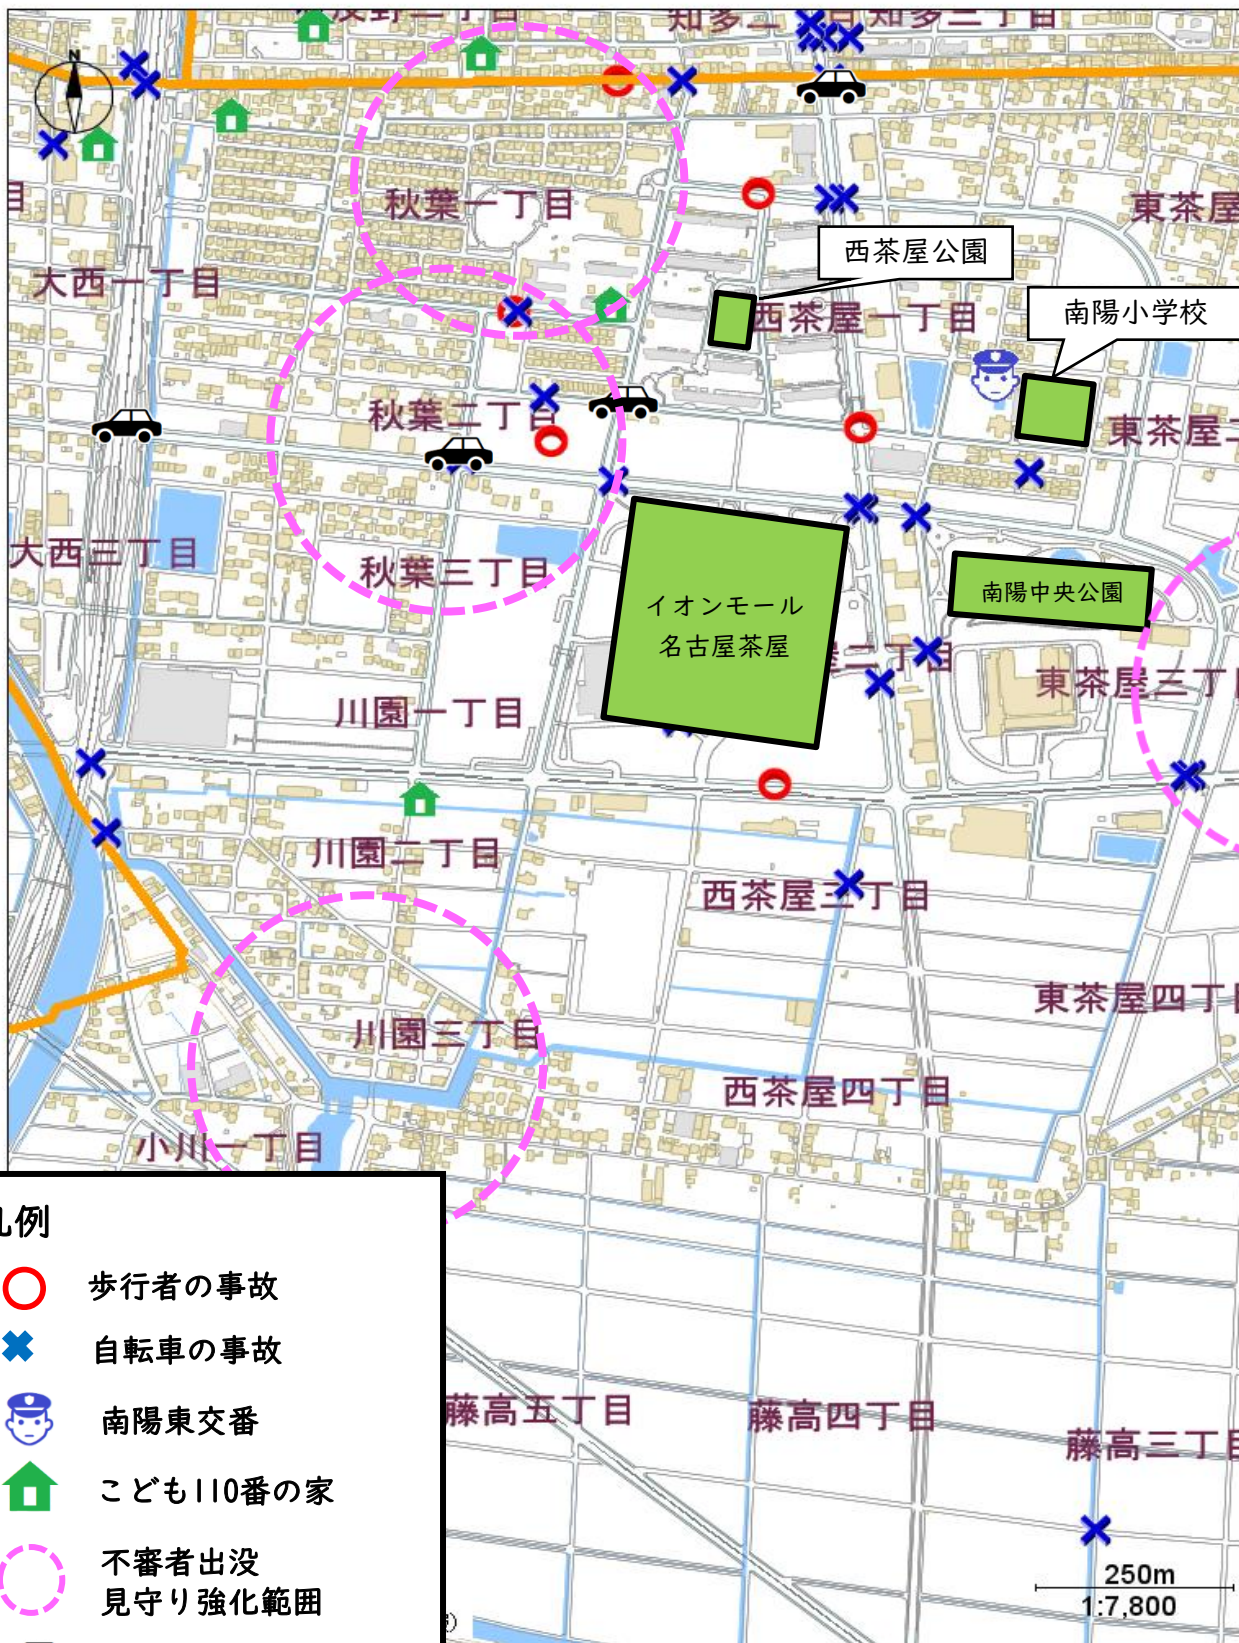 知多二
知多三丁目
N
秋葉一丁目
東茶屋
西茶屋公園
大西一丁目
西茶屋一丁目
南陽小学校
秋葉二丁目
東茶屋二
大西三丁目
秋葉三丁目
南陽中央公園
イオンモール
名古屋茶屋
二丁目
東茶屋三丁目
川園一丁目
川園二丁目
西茶屋三丁目
東茶屋四丁目
川園三丁目
西茶屋四丁目
小川一丁目
凡例
歩行者の事故
自転車の事故
南陽東交番
こども110番の家
不審者出没
見守り強化範囲
藤高五丁目
藤高四丁目
藤高三丁目
250m
1:7,800